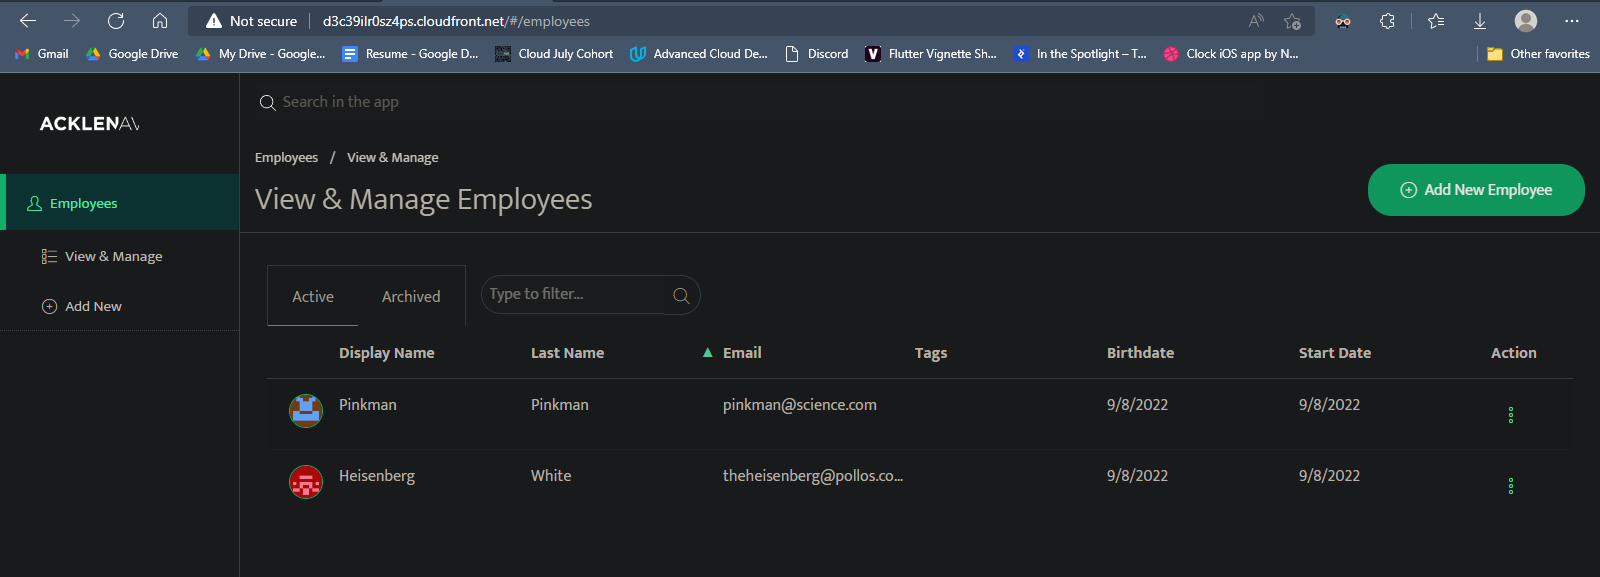 Not secure d3c39ilr0sz4ps.cloudfront.net/#/employees
Gmail Google Drive My Drive - Google... Resume - Google D... Cloud July Cohort Advanced Cloud De... Discord Flutter Vignette Sh... In the Spotlight – T... Clock iOS app by N... Other favorites
Search in the app
ACKLENAV
Employees / View & Manage
View & Manage Employees
Add New Employee
Employees
View & Manage
Add New
Active Archived Type to filter...
Display Name Last Name ▲ Email Tags Birthdate Start Date Action
Pinkman Pinkman pinkman@science.com 9/8/2022 9/8/2022
Heisenberg White theheisenberg@pollos.co... 9/8/2022 9/8/2022